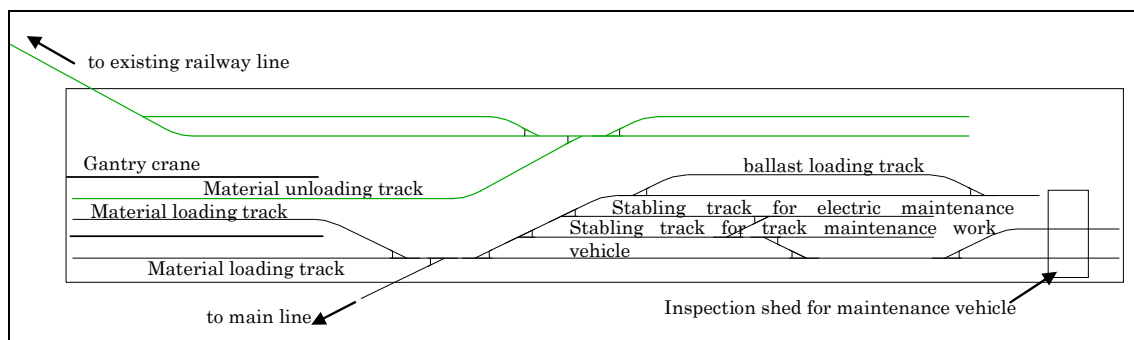 to existing railway line
Gantry crane
ballast loading track
Material unloading track
Material loading track
Stabling track for electric maintenance
Stabling track for track maintenance work
vehicle
Material loading track
Inspection shed for maintenance vehicle
to main line